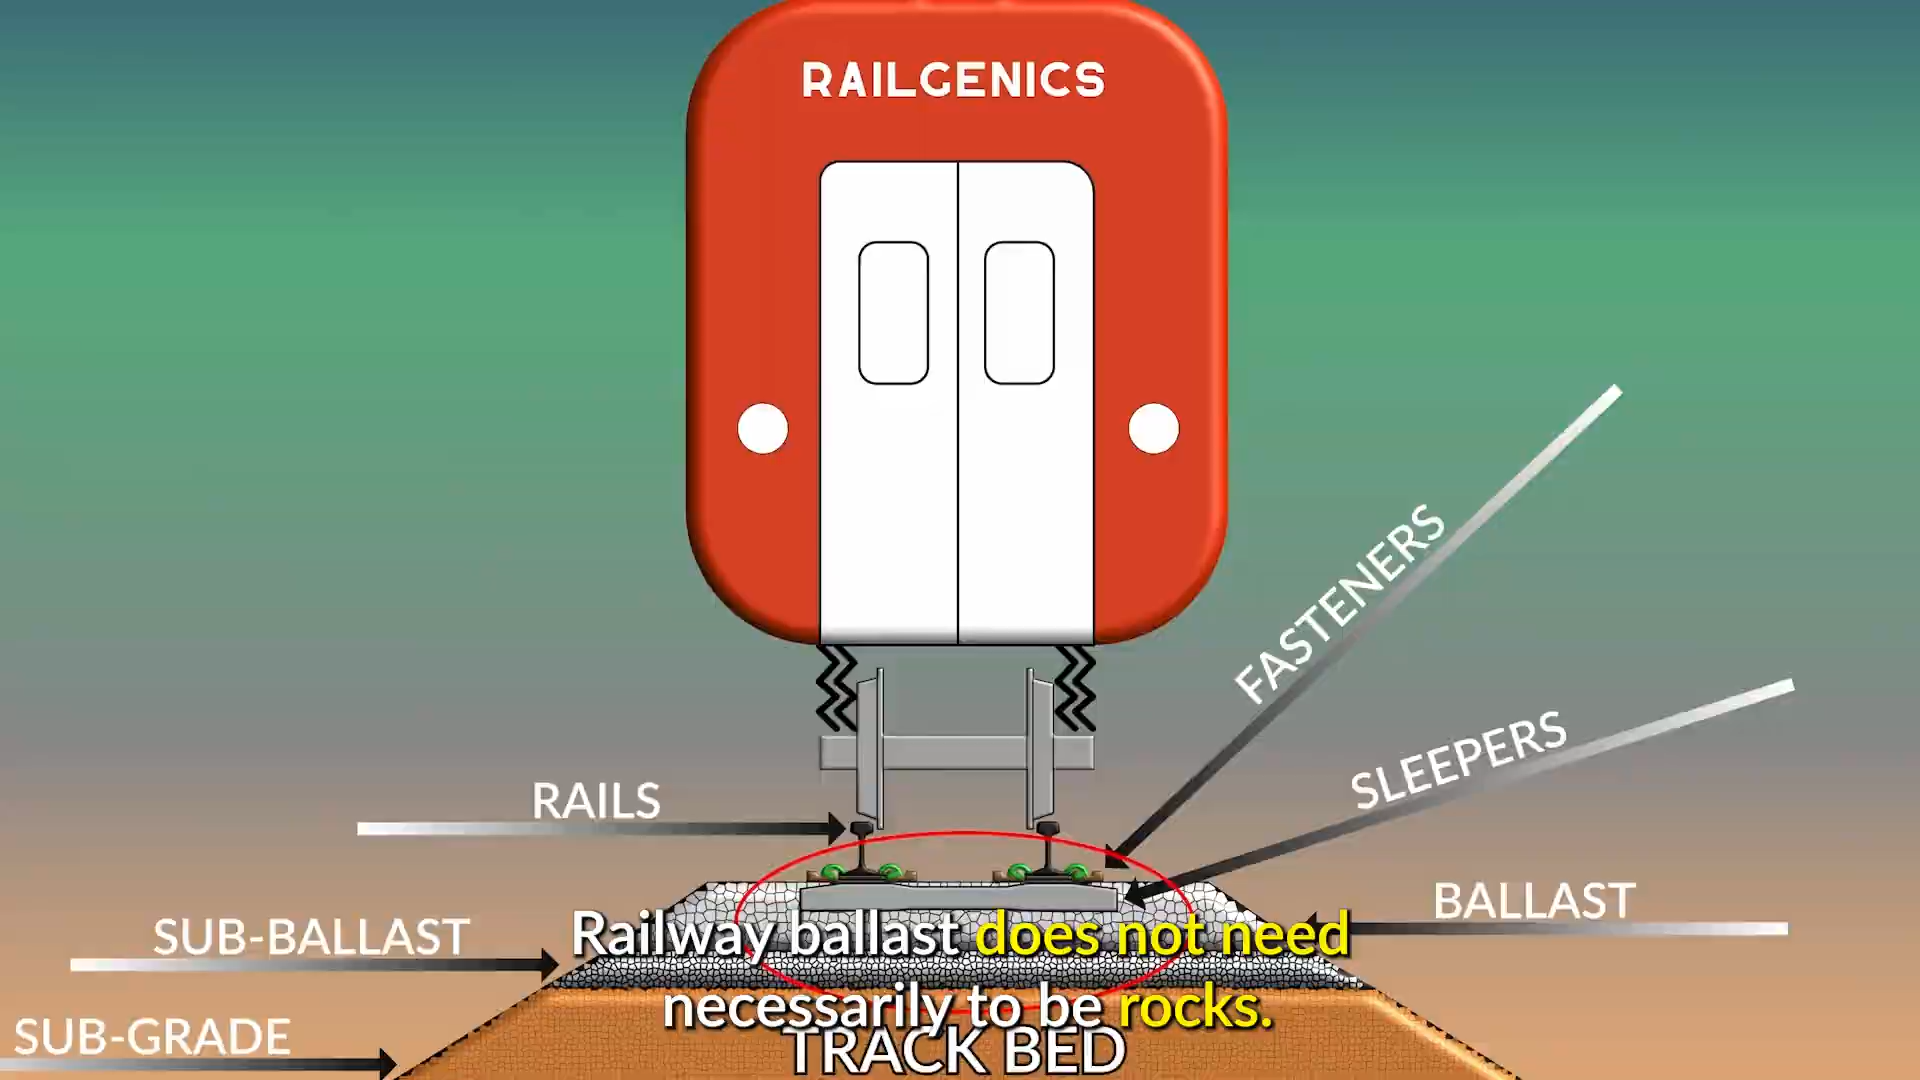 RAILGENICS
FASTENERS
SLEEPERS
RAILS
BALLAST
SUB-BALLAST
Railway ballast does not need
necessarily to be rocks.
SUB-GRADE
TRACK BED